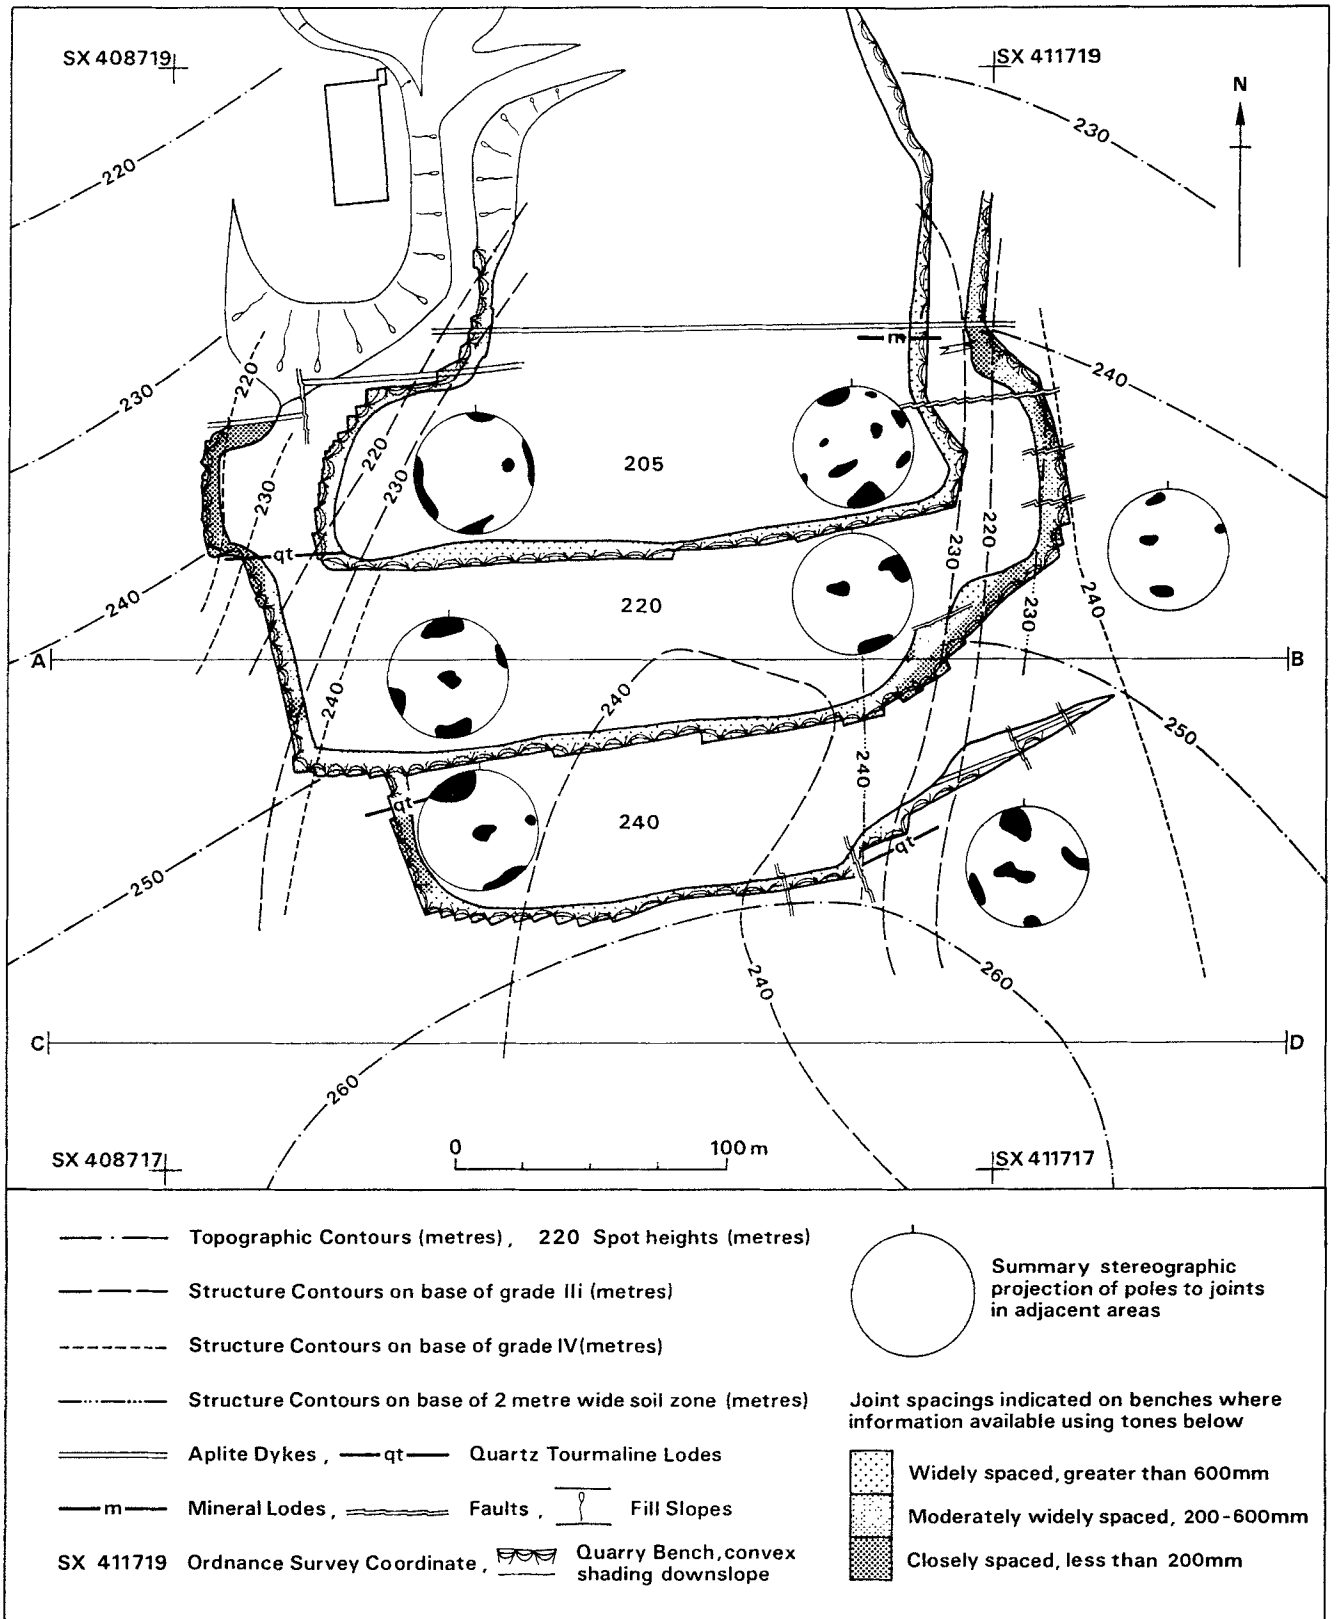 SX 408719
SX 411719
N
220
230
230
220
240
220
230
205
230
240
qt
m
220
230
220
230
240
240
A
B
240
240
250
qt
240
240
qt
250
240
260
C
D
260
0 100 m
SX 408717
SX 411717
Topographic Contours (metres), 220 Spot heights (metres)
Structure Contours on base of grade IIi (metres)
Structure Contours on base of grade IV (metres)
Structure Contours on base of 2 metre wide soil zone (metres)
Aplite Dykes, qt Quartz Tourmaline Lodes
m Mineral Lodes, Faults, Fill Slopes
SX 411719 Ordnance Survey Coordinate, Quarry Bench, convex
shading downslope
Summary stereographic
projection of poles to joints
in adjacent areas
Joint spacings indicated on benches where
information available using tones below
Widely spaced, greater than 600mm
Moderately widely spaced, 200-600mm
Closely spaced, less than 200mm